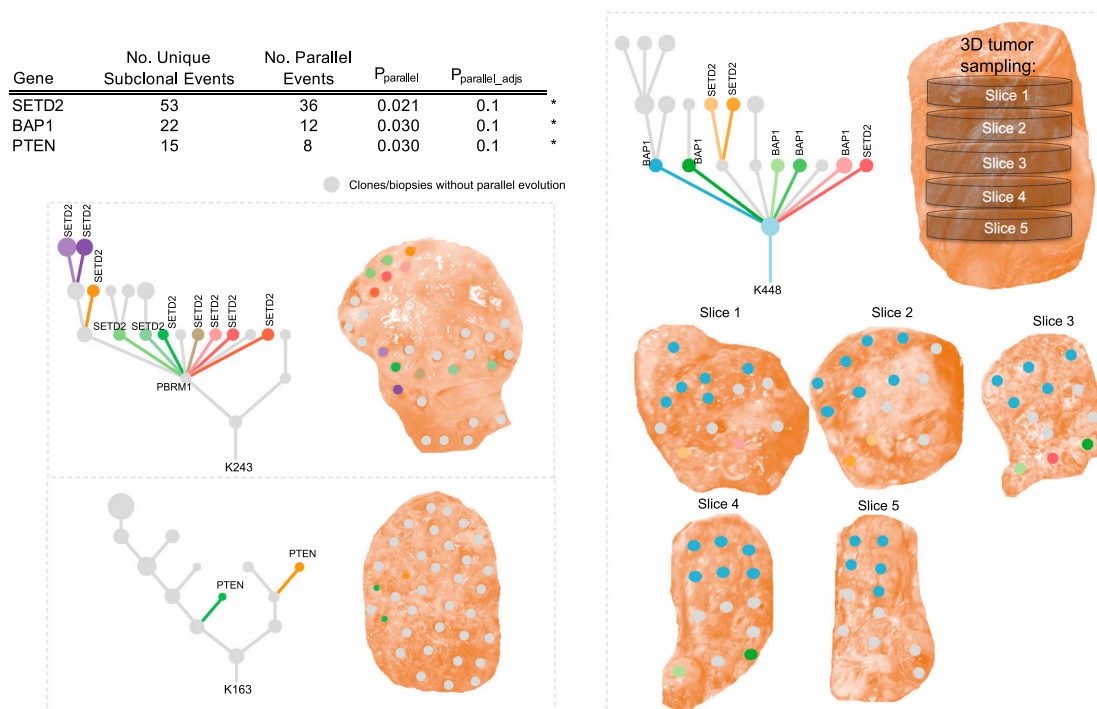 Gene No. Unique Subclonal Events No. Parallel Events Pparallel Pparallel_adjs
SETD2 53 36 0.021 0.1 *
BAP1 22 12 0.030 0.1 *
PTEN 15 8 0.030 0.1 *
Clones/biopsies without parallel evolution
SETD2
SETD2
SETD2
SETD2
SETD2
SETD2
SETD2
SETD2
SETD2
SETD2
PBRM1
K243
PTEN
PTEN
K163
SETD2
SETD2
BAP1
BAP1
BAP1
BAP1
BAP1
SETD2
K448
3D tumor
sampling:
Slice 1
Slice 2
Slice 3
Slice 4
Slice 5
Slice 1
Slice 2
Slice 3
Slice 4
Slice 5